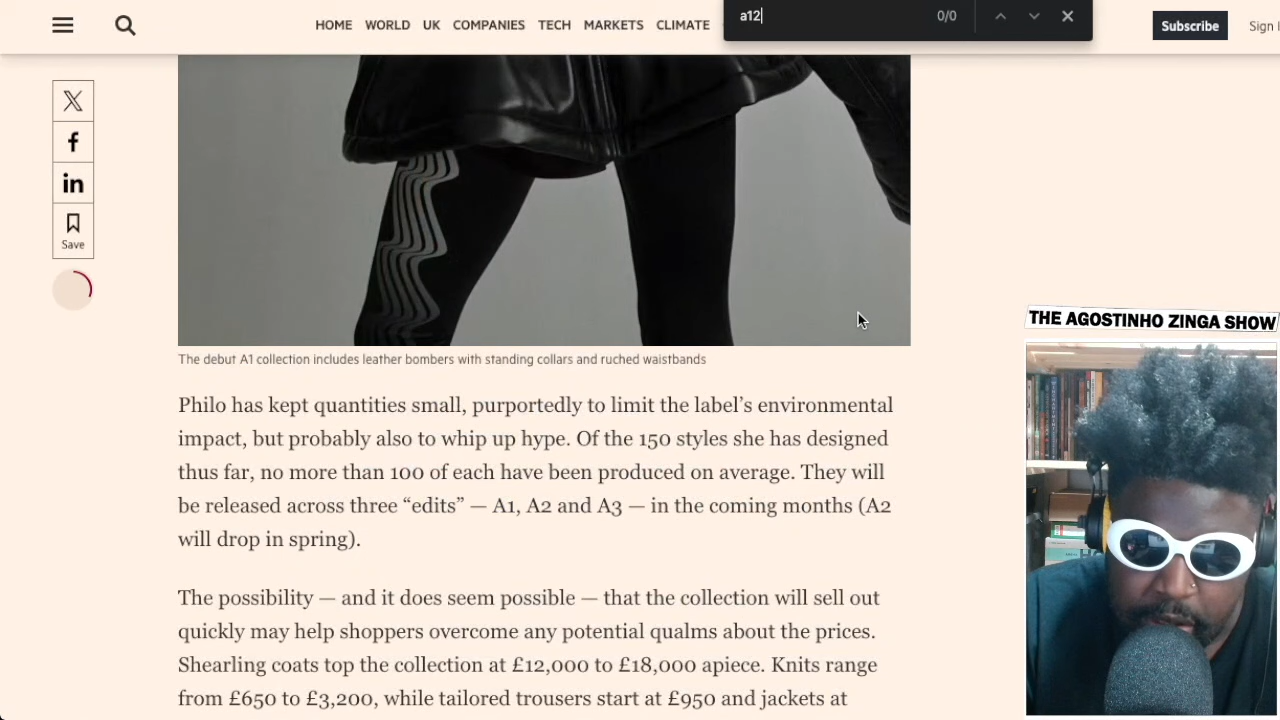 a12
0/0
HOME WORLD UK COMPANIES TECH MARKETS CLIMATE
Subscribe
Sign
Save
The debut A1 collection includes leather bombers with standing collars and ruched waistbands
Philo has kept quantities small, purportedly to limit the label’s environmental
impact, but probably also to whip up hype. Of the 150 styles she has designed
thus far, no more than 100 of each have been produced on average. They will
be released across three “edits” — A1, A2 and A3 — in the coming months (A2
will drop in spring).
The possibility — and it does seem possible — that the collection will sell out
quickly may help shoppers overcome any potential qualms about the prices.
Shearling coats top the collection at £12,000 to £18,000 apiece. Knits range
from £650 to £3,200, while tailored trousers start at £950 and jackets at
THE AGOSTINHO ZINGA SHOW